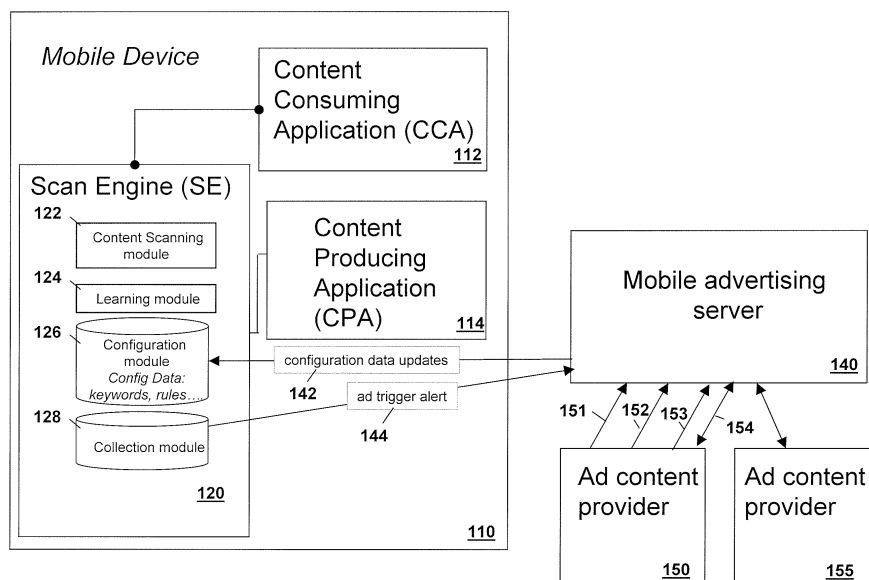 Mobile Device
Content
Consuming
Application (CCA)
112
Scan Engine (SE)
122
Content Scanning
module
124
Learning module
126
Configuration
module
Config Data:
keywords, rules....
128
Collection module
120
Content
Producing
Application
(CPA)
114
configuration data updates
142
ad trigger alert
144
110
Mobile advertising
server
140
151
152
153
154
Ad content
provider
150
Ad content
provider
155